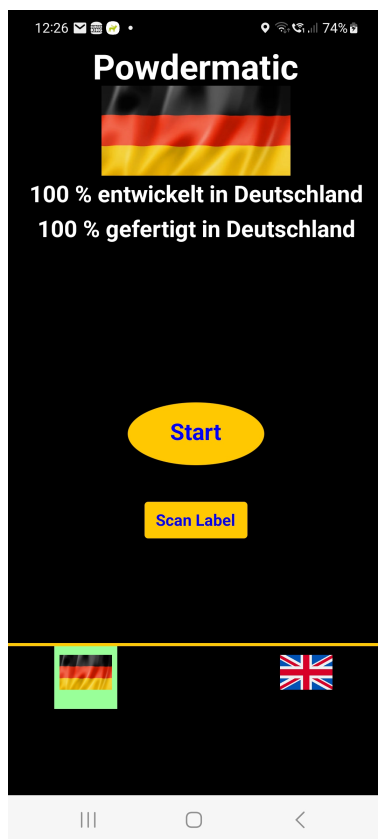 12:26
74%
Powdermatic
100 % entwickelt in Deutschland
100 % gefertigt in Deutschland
Start
Scan Label